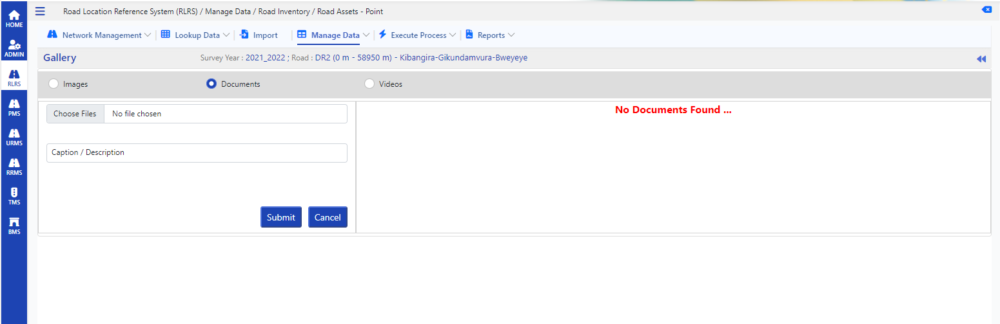 Road Location Reference System (RLRS) / Manage Data / Road Inventory / Road Assets - Point
HOME
ADMIN
RLRS
PMS
URMS
RRMS
TMS
BMS
Network Management
Lookup Data
Import
Manage Data
Execute Process
Reports
Gallery
Survey Year : 2021_2022 ; Road : DR2 (0 m - 58950 m) - Kibangira-Gikundamvura-Bweyeye
Images
Documents
Videos
Choose Files No file chosen
Caption / Description
Submit
Cancel
No Documents Found ...